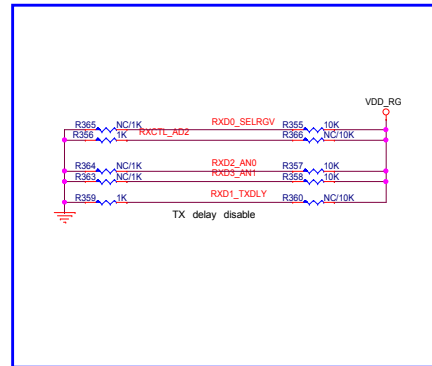 VDD_RG
R365 NC/1K RXD0_SELRGV R355 10K
R356 1K RXCTL_AD2 R366 NC/10K
R364 NC/1K RXD2_AN0 R357 10K
R363 NC/1K RXD3_AN1 R358 10K
R359 1K RXD1_TXDLY R360 NC/10K
TX delay disable